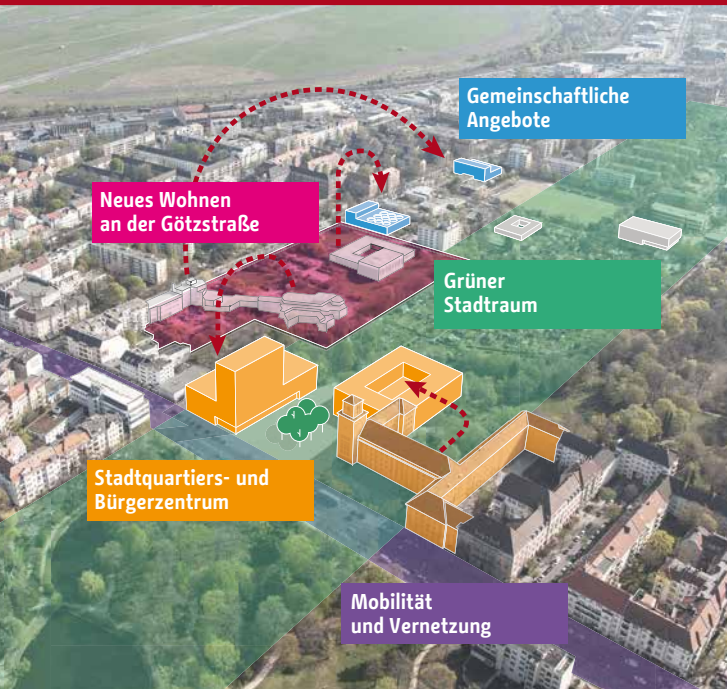 Gemeinschaftliche
Angebote
Neues Wohnen
an der Götzstraße
Grüner
Stadtraum
Stadtquartiers- und
Bürgerzentrum
Mobilität
und Vernetzung